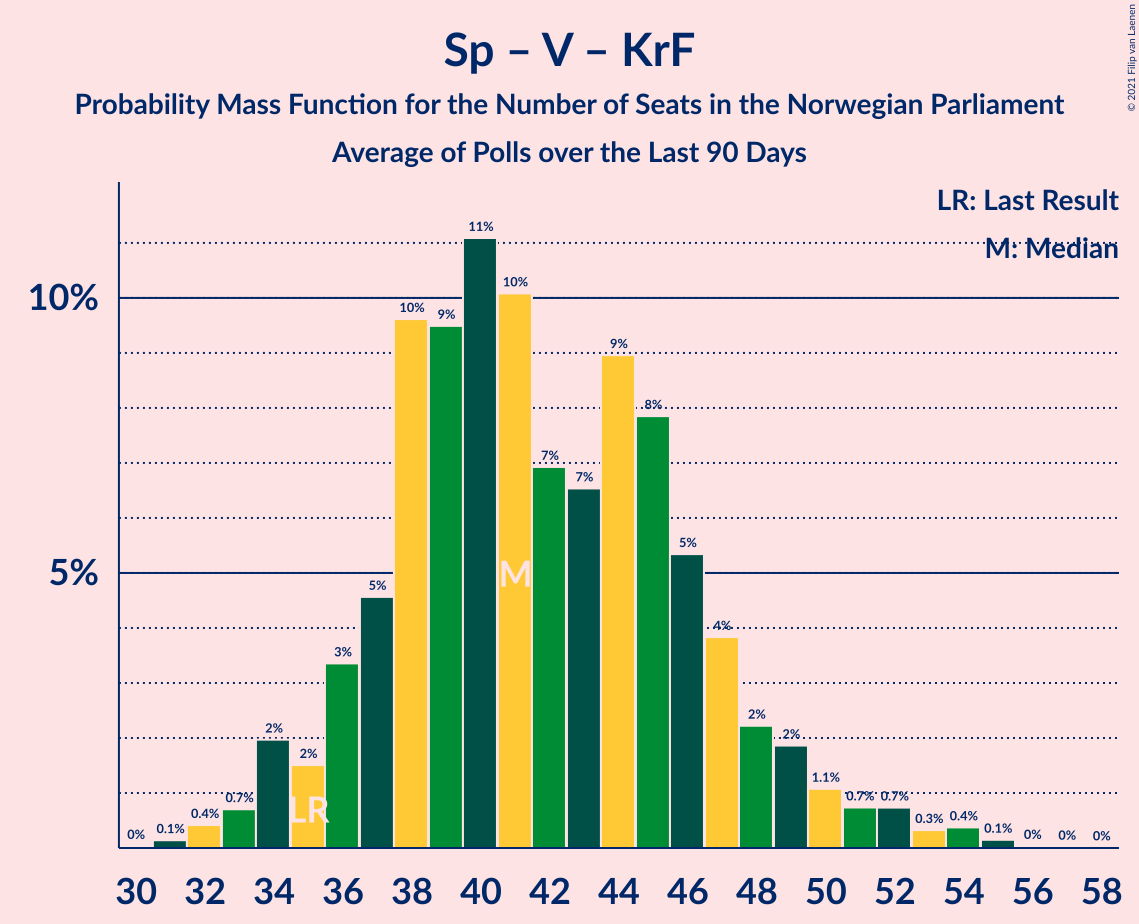 Sp – V – KrF
Probability Mass Function for the Number of Seats in the Norwegian Parliament
Average of Polls over the Last 90 Days
© 2021 Filip van Laenen
LR: Last Result
M: Median
10%
5%
0% 0.1% 0.4% 0.7% 2% 2% 3% 5% 10% 9% 11% 10% 7% 7% 9% 8% 5% 4% 2% 2% 1.1% 0.7% 0.7% 0.3% 0.4% 0.1% 0% 0% 0%
M
LR
30 32 34 36 38 40 42 44 46 48 50 52 54 56 58